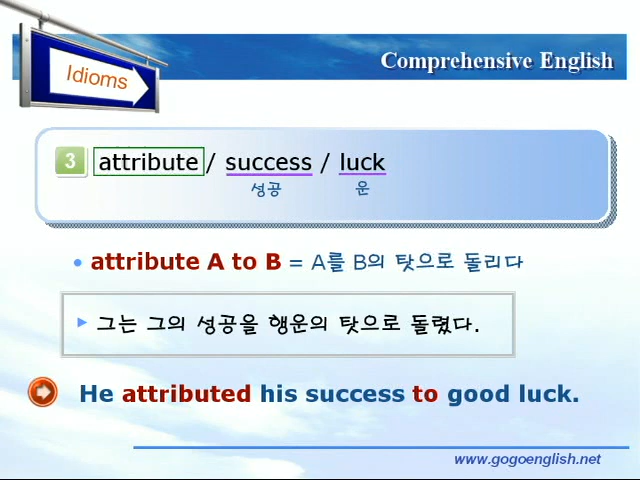 Idioms
Comprehensive English
3 attribute / success / luck
성공 운
• attribute A to B = A를 B의 탓으로 돌리다
그는 그의 성공을 행운의 탓으로 돌렸다.
He attributed his success to good luck.
www.gogoenglish.net